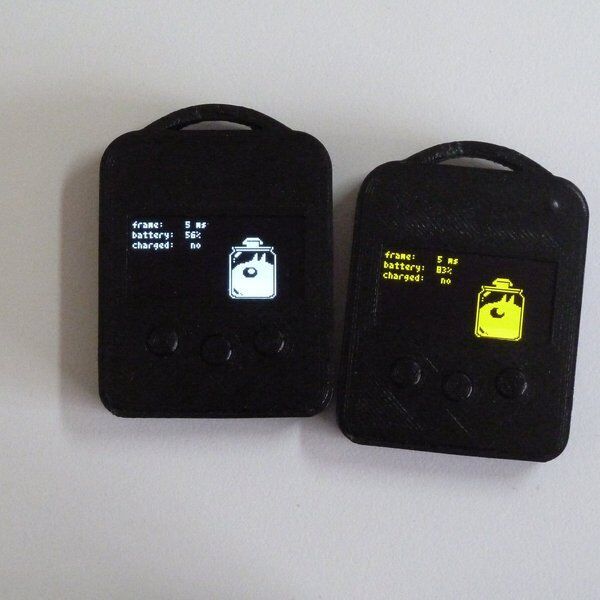 frame: 5 ms
battery: 56%
charged: no
frame: 5 ms
battery: 83%
charged: no